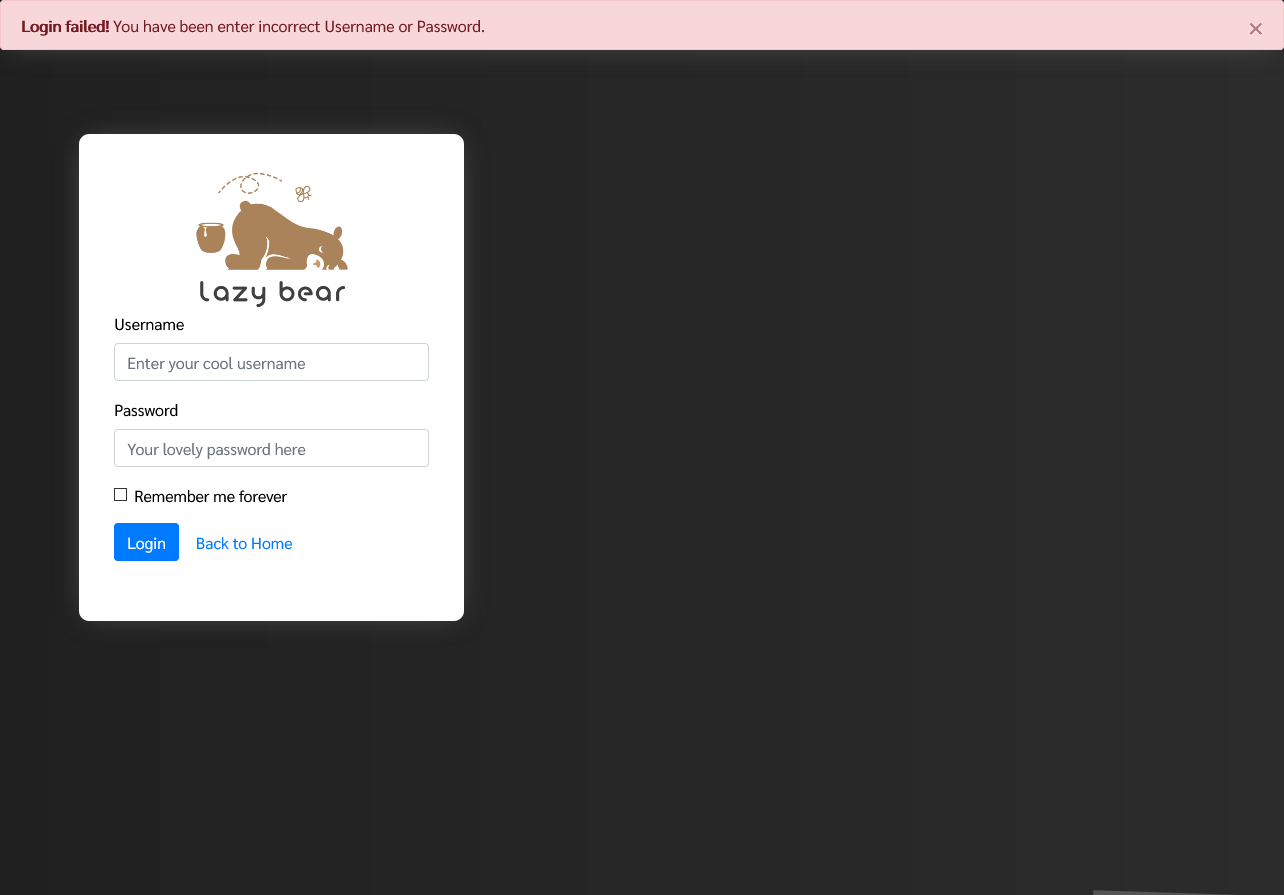 Login failed! You have been enter incorrect Username or Password.
×
lazy bear
Username
Enter your cool username
Password
Your lovely password here
Remember me forever
Login Back to Home